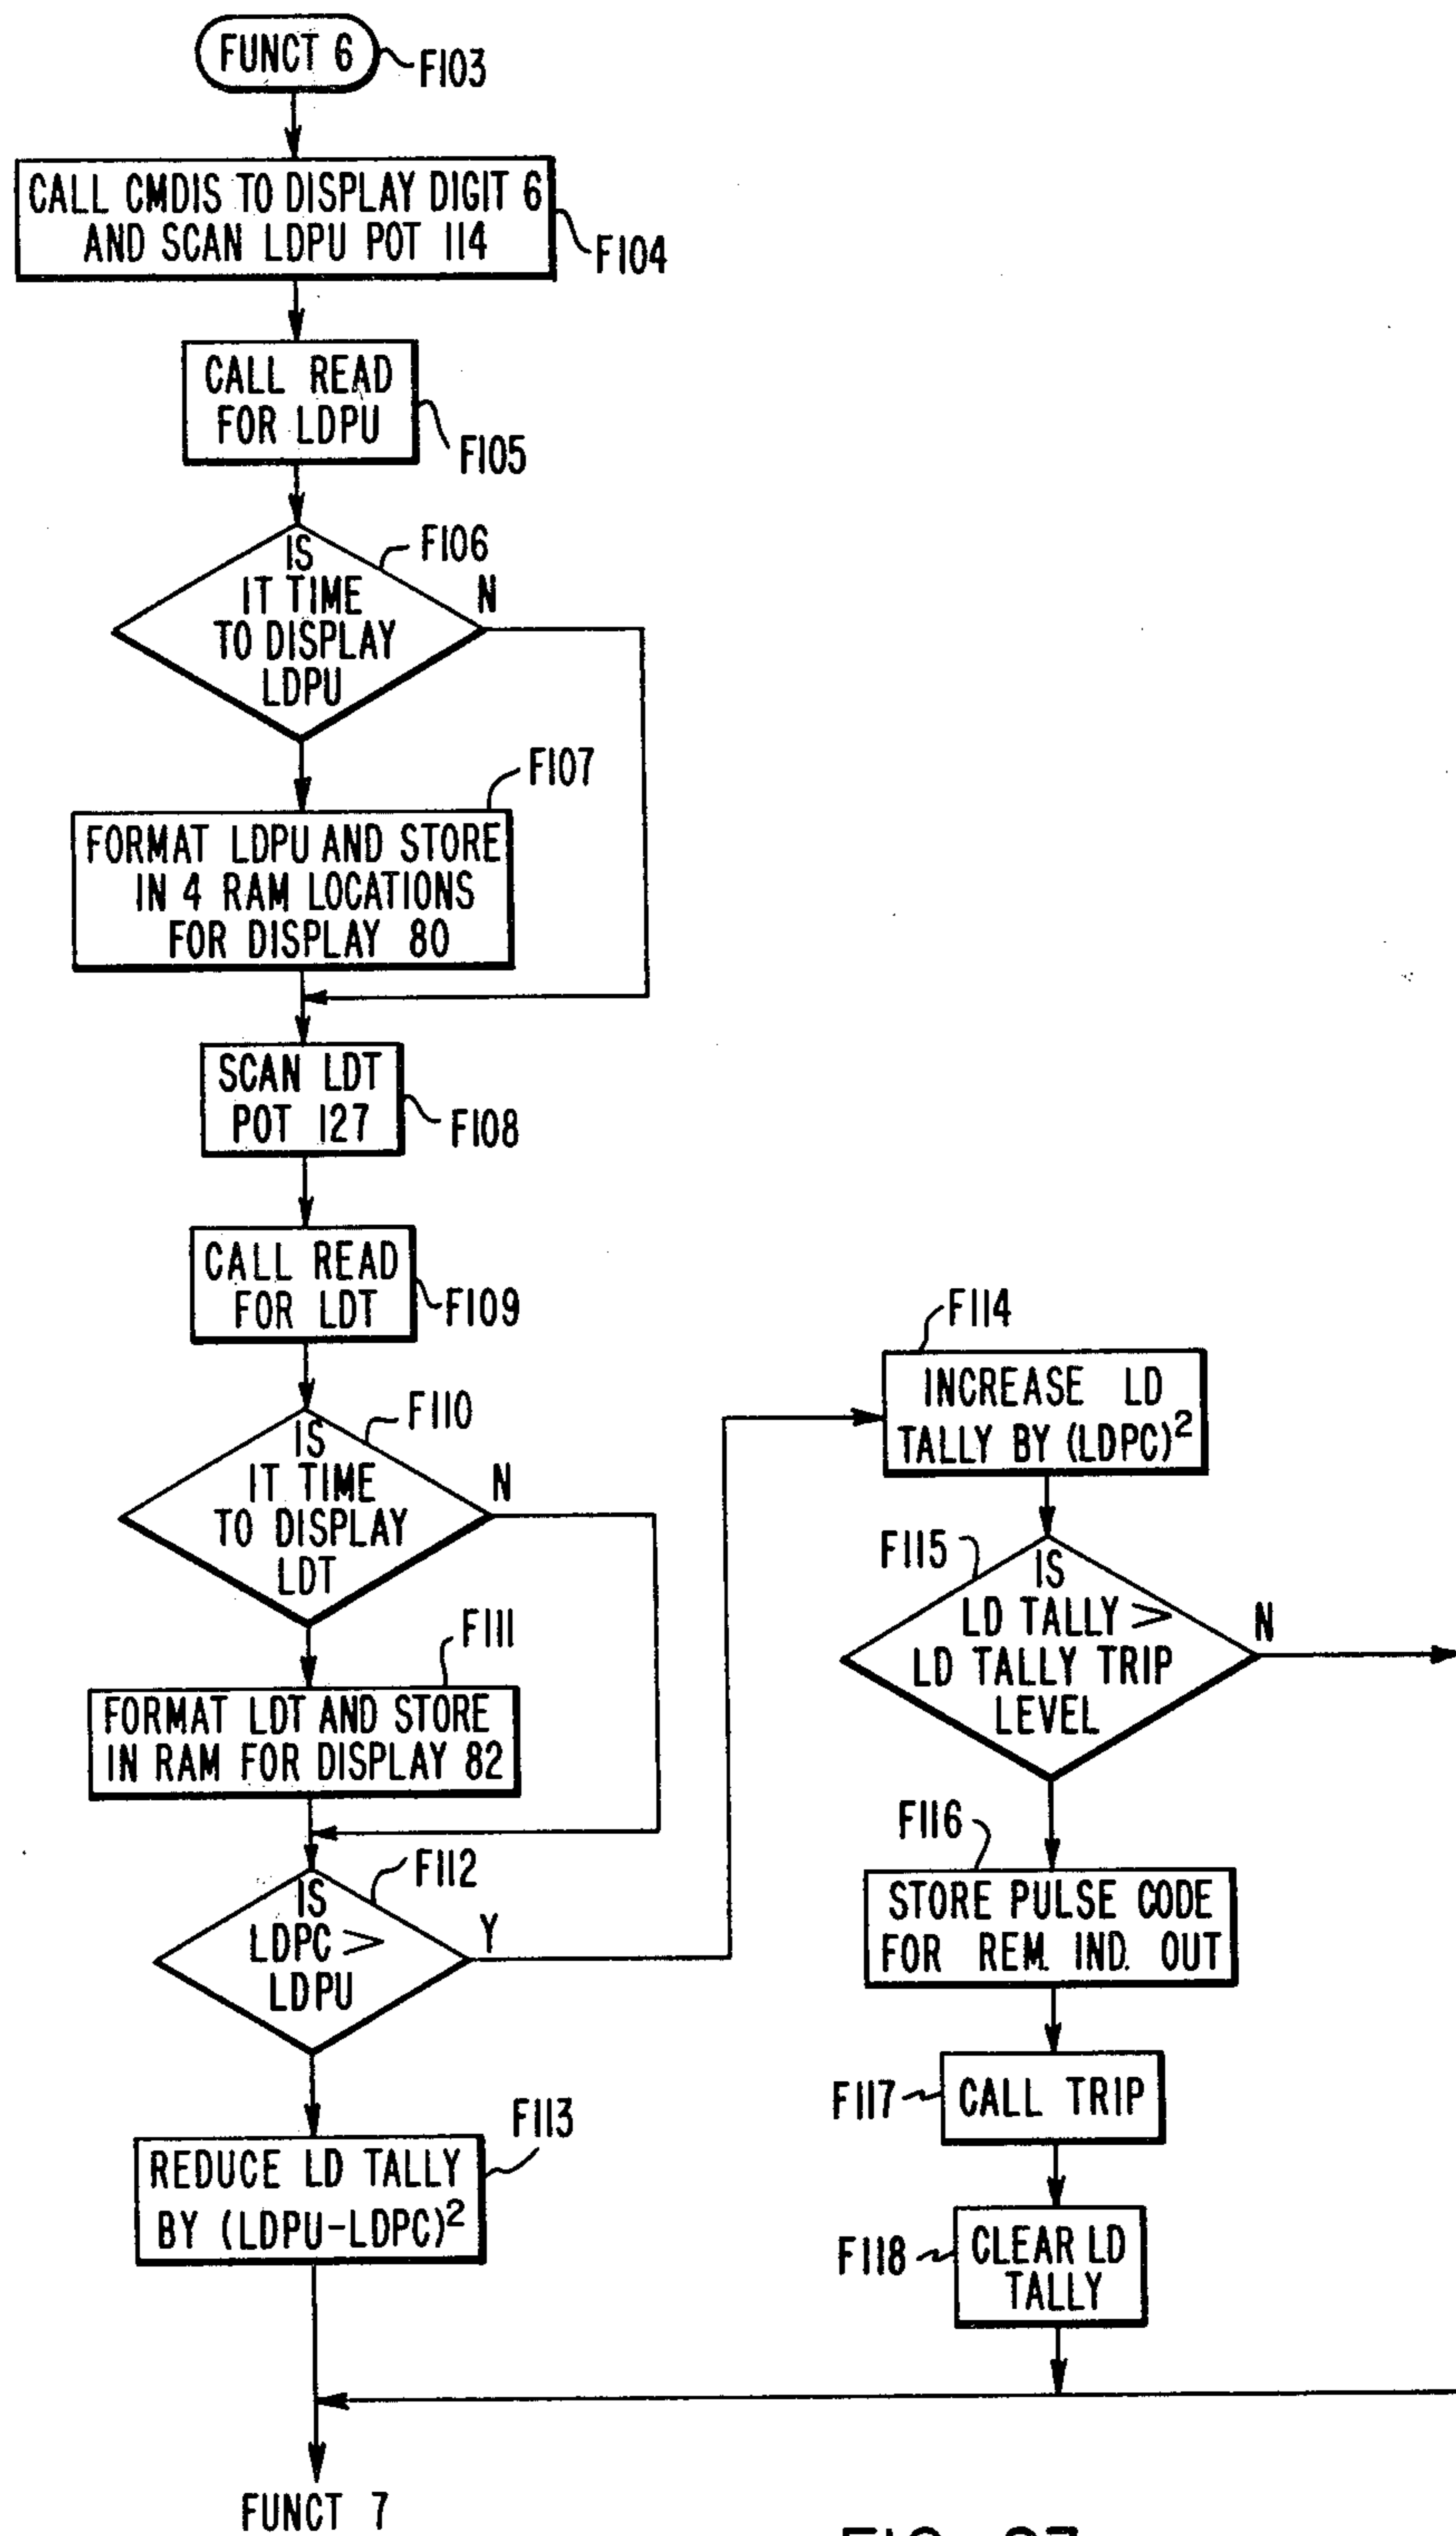 FUNCT 6
F103
CALL CMDIS TO DISPLAY DIGIT 6
AND SCAN LDPU POT 114
F104
CALL READ
FOR LDPU
F105
IS
IT TIME
TO DISPLAY
LDPU
F106
N
F107
FORMAT LDPU AND STORE
IN 4 RAM LOCATIONS
FOR DISPLAY 80
SCAN LDT
POT 127
F108
CALL READ
FOR LDT
F109
IS
IT TIME
TO DISPLAY
LDT
F110
N
F111
FORMAT LDT AND STORE
IN RAM FOR DISPLAY 82
IS
LDPC >
LDPU
F112
Y
F113
REDUCE LD TALLY
BY (LDPU-LDPC)²
F114
INCREASE LD
TALLY BY (LDPC)²
F115
IS
LD TALLY >
LD TALLY TRIP
LEVEL
N
F116
STORE PULSE CODE
FOR REM. IND. OUT
F117
CALL TRIP
F118
CLEAR LD
TALLY
FUNCT 7